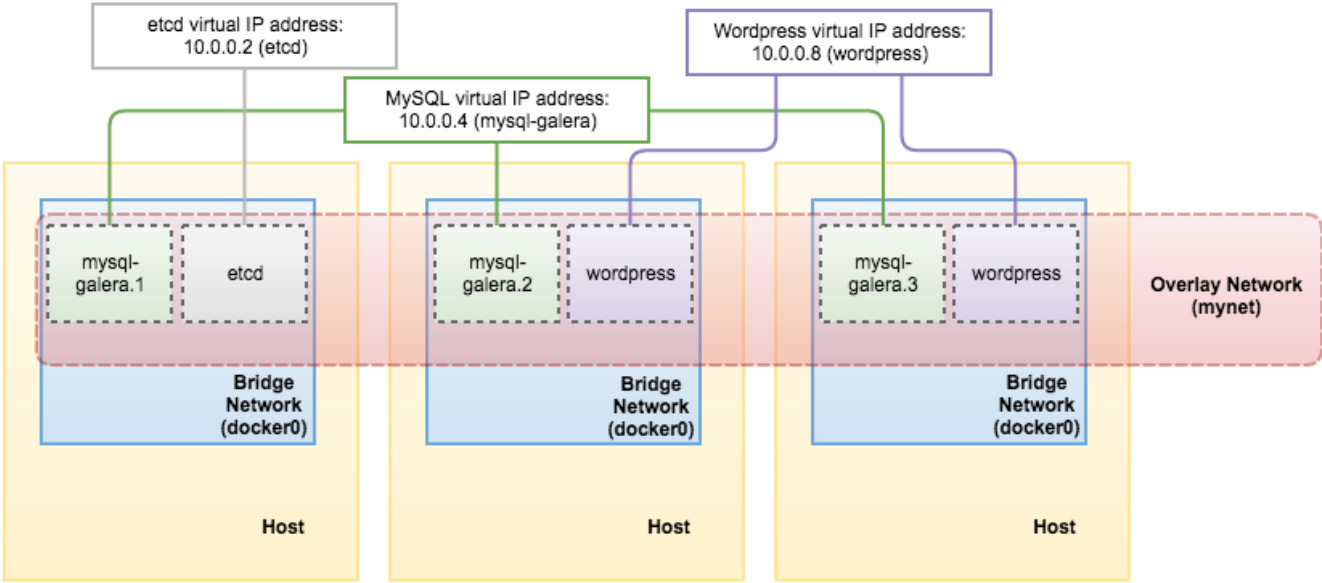 etcd virtual IP address:
10.0.0.2 (etcd)
Wordpress virtual IP address:
10.0.0.8 (wordpress)
MySQL virtual IP address:
10.0.0.4 (mysql-galera)
mysql-
galera.1
etcd
mysql-
galera.2
wordpress
mysql-
galera.3
wordpress
Overlay Network
(mynet)
Bridge
Network
(docker0)
Bridge
Network
(docker0)
Bridge
Network
(docker0)
Host
Host
Host